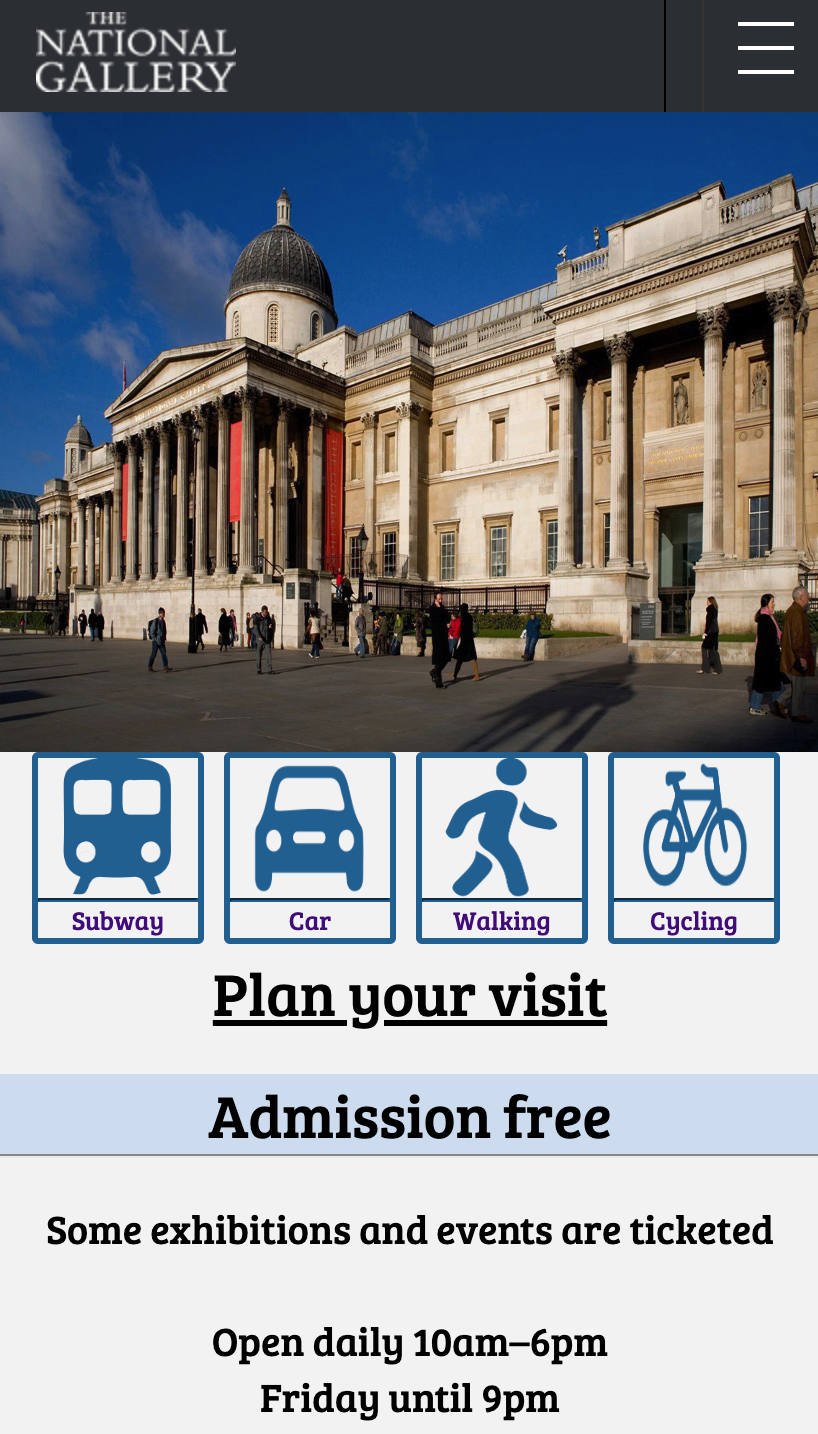 THE
NATIONAL
GALLERY
Subway
Car
Walking
Cycling
Plan your visit
Admission free
Some exhibitions and events are ticketed
Open daily 10am–6pm
Friday until 9pm